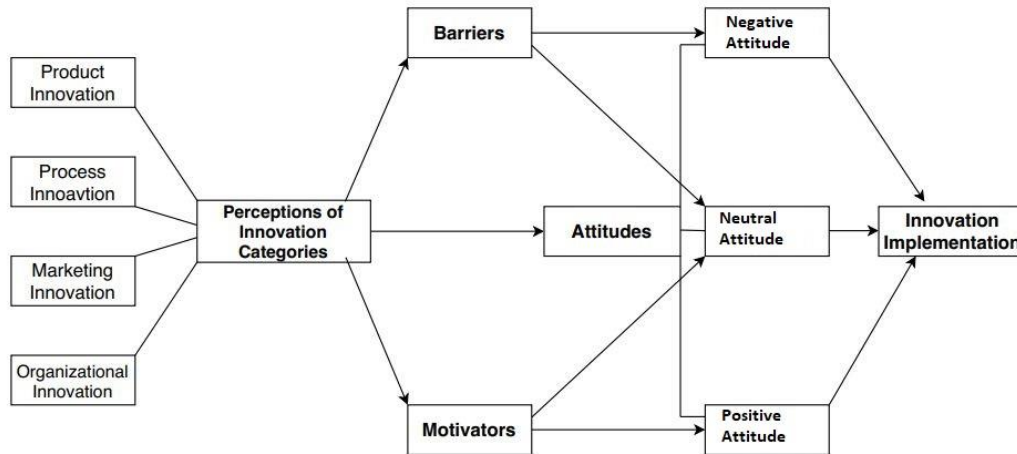 Product
Innovation
Process
Innoavtion
Marketing
Innovation
Organizational
Innovation
Perceptions of
Innovation
Categories
Barriers
Attitudes
Motivators
Negative
Attitude
Neutral
Attitude
Positive
Attitude
Innovation
Implementation